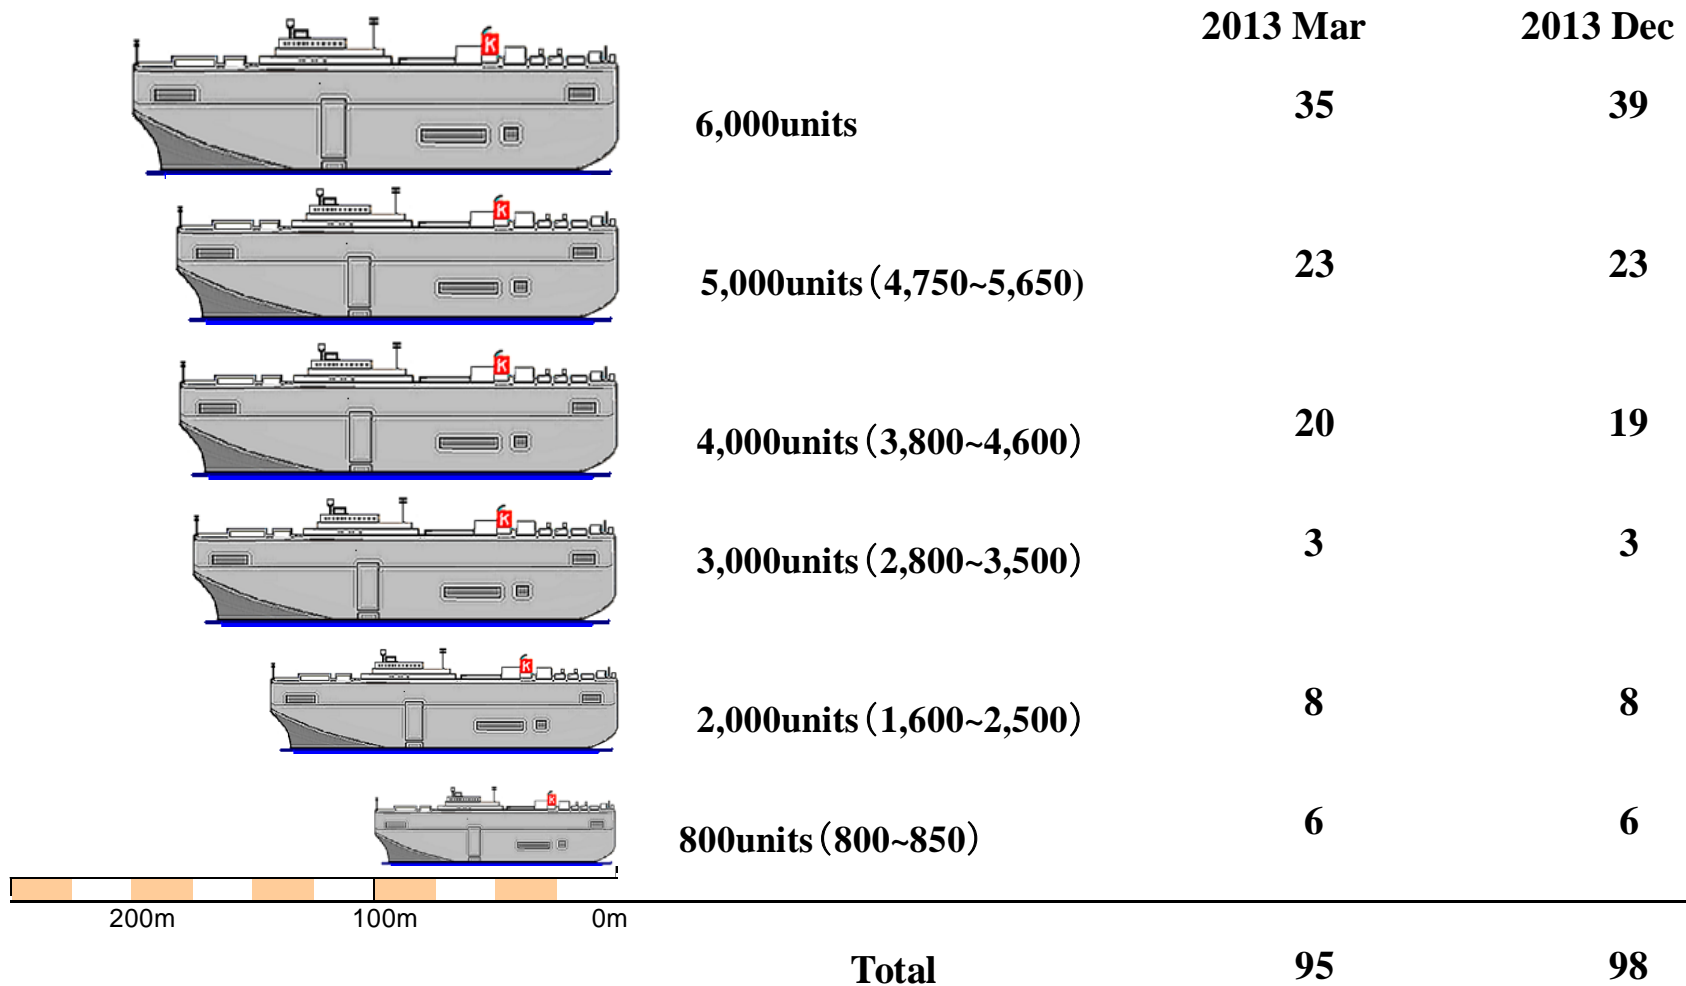 2013 Mar 2013 Dec
K
6,000units 35 39
K
5,000units（4,750~5,650) 23 23
K
4,000units（3,800~4,600） 20 19
K
3,000units（2,800~3,500） 3 3
K
2,000units（1,600~2,500） 8 8
K
800units（800~850） 6 6
200m 100m 0m
Total 95 98